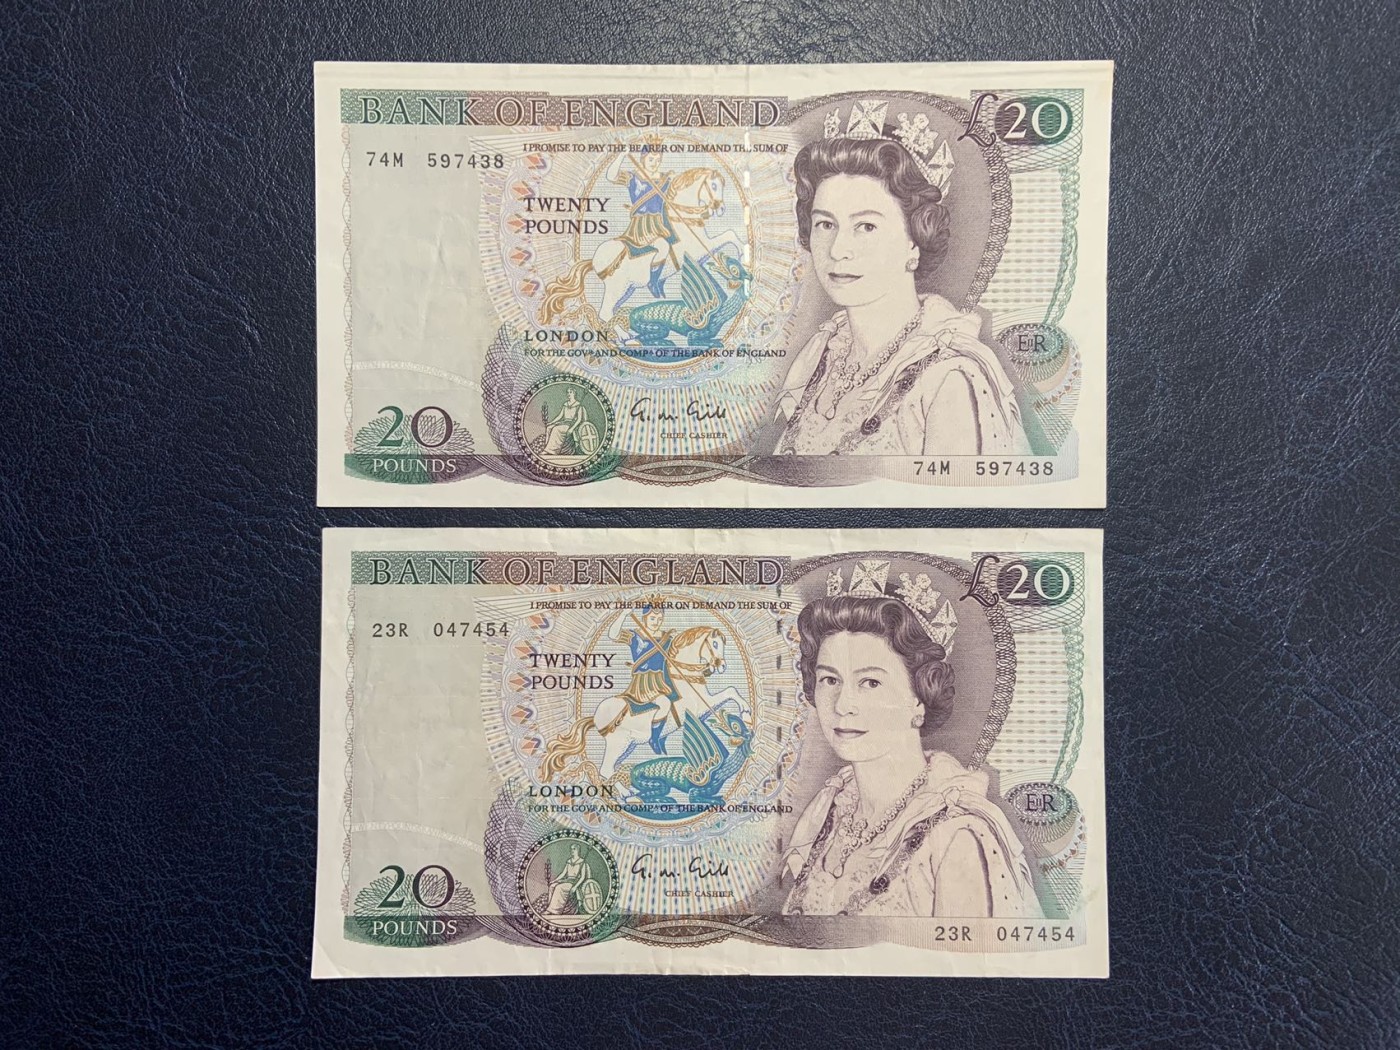 BANK OF ENGLAND £20
I PROMISE TO PAY THE BEARER ON DEMAND THE SUM OF
74M 597438
TWENTY
POUNDS
LONDON
FOR THE GOVR AND COMPA OF THE BANK OF ENGLAND
EIIR
20
POUNDS
G. M. Gill
CHIEF CASHIER
74M 597438
BANK OF ENGLAND £20
I PROMISE TO PAY THE BEARER ON DEMAND THE SUM OF
23R 047454
TWENTY
POUNDS
LONDON
FOR THE GOVR AND COMPA OF THE BANK OF ENGLAND
EIIR
20
POUNDS
G. M. Gill
CHIEF CASHIER
23R 047454